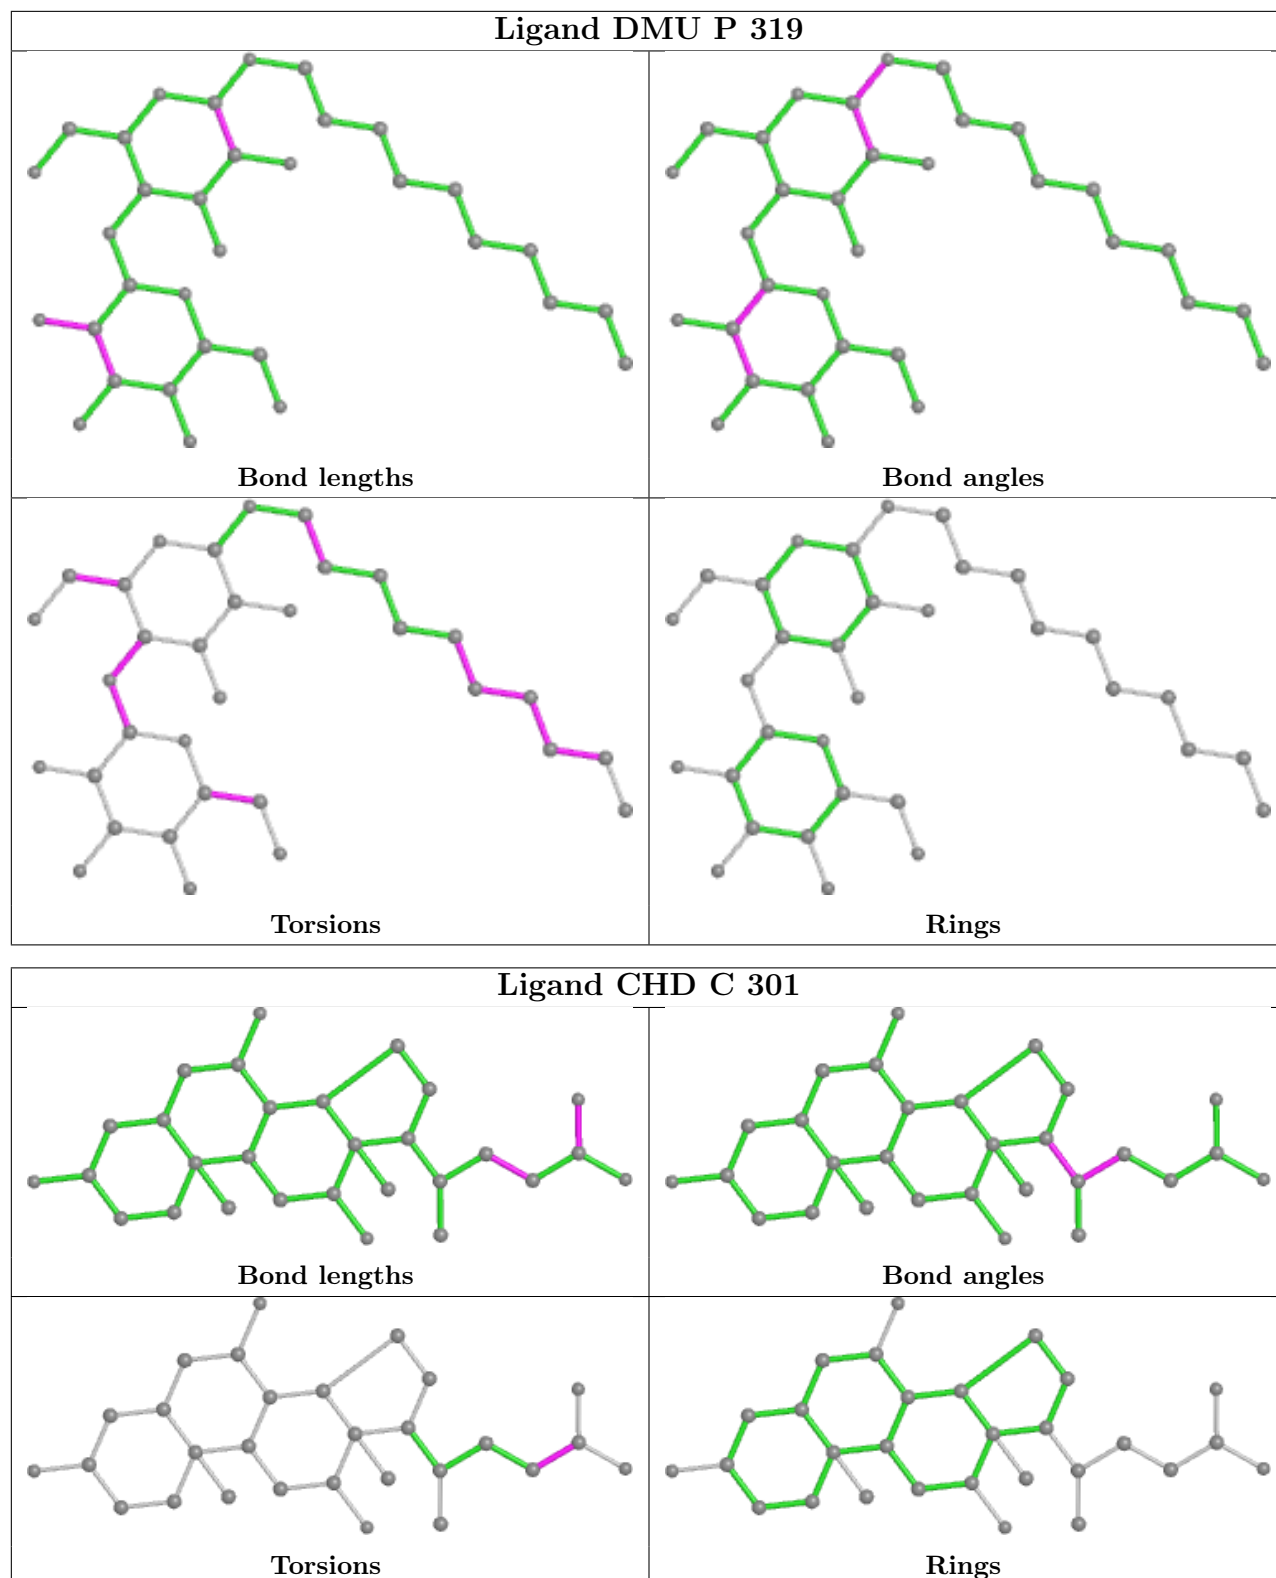 Ligand DMU P 319
Bond lengths
Bond angles
Torsions
Rings
Ligand CHD C 301
Bond lengths
Bond angles
Torsions
Rings